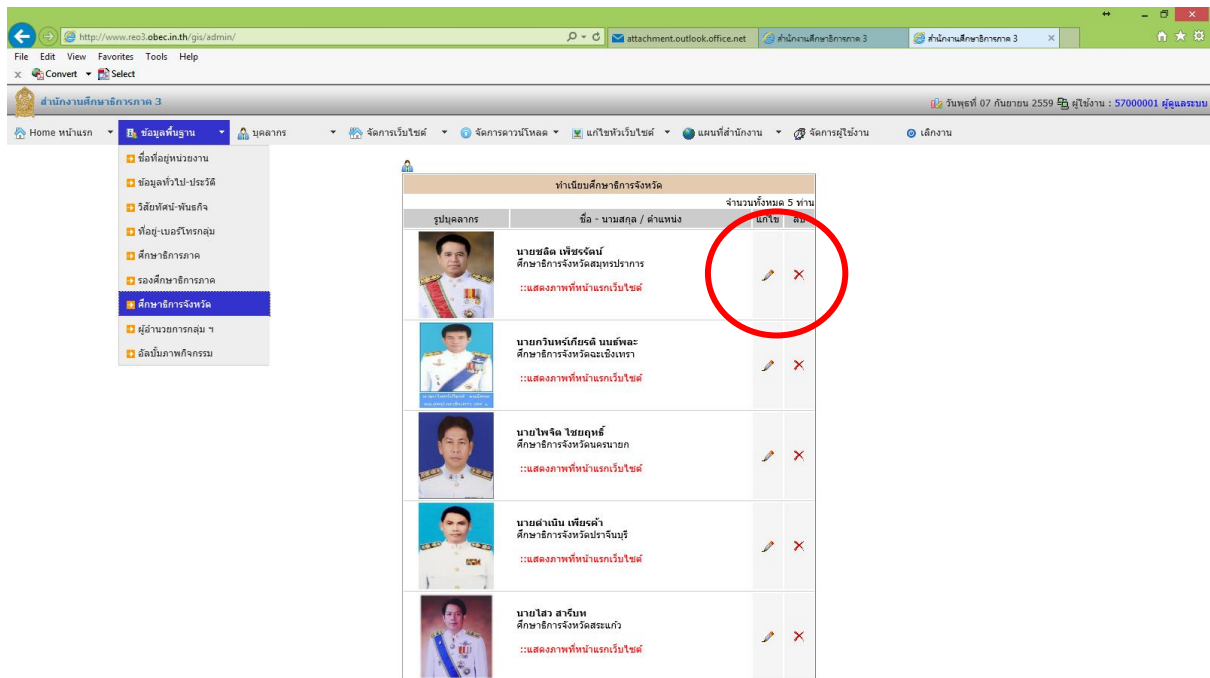 http://www.reo3.obec.in.th/gis/admin/
attachment.outlook.office.net
สำนักงานศึกษาธิการภาค 3
สำนักงานศึกษาธิการภาค 3
File Edit View Favorites Tools Help
x Convert Select
สำนักงานศึกษาธิการภาค 3
วันพุธที่ 07 กันยายน 2559 ผู้ใช้งาน : 57000001 ผู้ดูแลระบบ
Home หน้าแรก ข้อมูลพื้นฐาน บุคลากร จัดการเว็บไซต์ จัดการดาวน์โหลด แก้ไขหัวเว็บไซต์ แผนที่สำนักงาน จัดการผู้ใช้งาน เลิกงาน
ชื่อที่อยู่หน่วยงาน
ข้อมูลทั่วไป-ประวัติ
วิสัยทัศน์-พันธกิจ
ที่อยู่-เบอร์โทรกลุ่ม
ศึกษาธิการภาค
รองศึกษาธิการภาค
ศึกษาธิการจังหวัด
ผู้อำนวยการกลุ่ม ฯ
อัลบั้มภาพกิจกรรม
ทำเนียบศึกษาธิการจังหวัด
จำนวนทั้งหมด 5 ท่าน
รูปบุคลากร ชื่อ - นามสกุล / ตำแหน่ง แก้ไข ลบ
นายชลิต เพ็ชรรัตน์
ศึกษาธิการจังหวัดสมุทรปราการ
::แสดงภาพที่หน้าแรกเว็บไซต์
นายกวินทร์เกียรติ นนธ์พละ
ศึกษาธิการจังหวัดฉะเชิงเทรา
::แสดงภาพที่หน้าแรกเว็บไซต์
นายไพจิต ไชยฤทธิ์
ศึกษาธิการจังหวัดนครนายก
::แสดงภาพที่หน้าแรกเว็บไซต์
นายดำเนิน เพียรค้า
ศึกษาธิการจังหวัดปราจีนบุรี
::แสดงภาพที่หน้าแรกเว็บไซต์
นายไสว สารีบท
ศึกษาธิการจังหวัดสระแก้ว
::แสดงภาพที่หน้าแรกเว็บไซต์